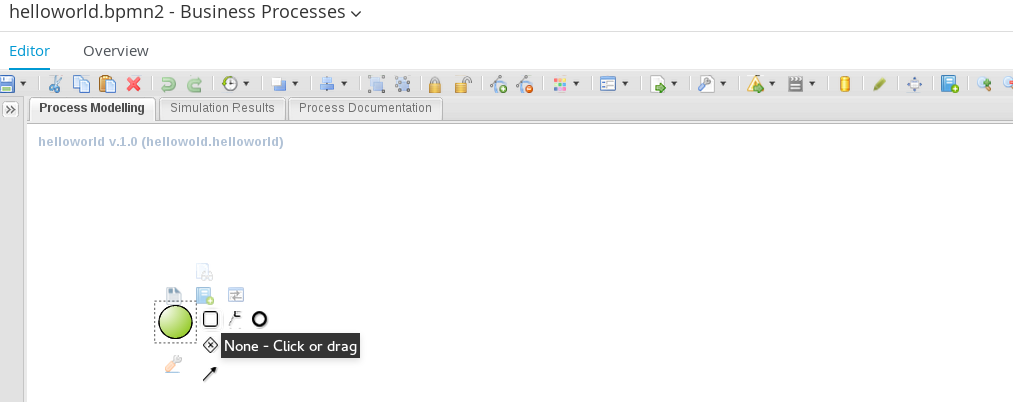 helloworld.bpmn2 - Business Processes
Editor Overview
Process Modelling Simulation Results Process Documentation
helloworld v.1.0 (hellowold.helloworld)
None - Click or drag